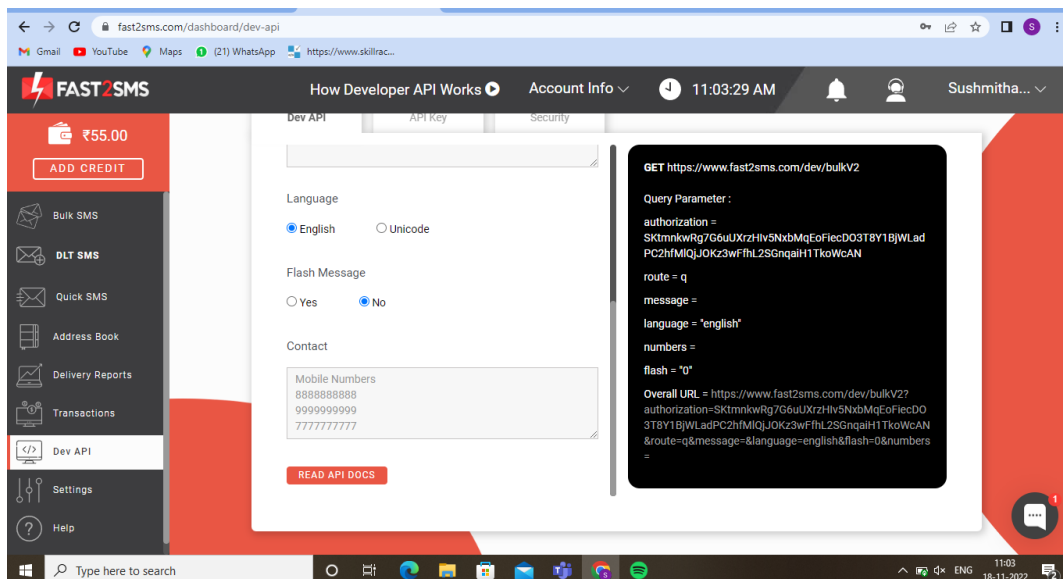 fast2sms.com/dashboard/dev-api
S
Gmail YouTube Maps (21) WhatsApp https://www.skillrac...
FAST2SMS
How Developer API Works
Account Info
11:03:29 AM
Sushmitha...
₹55.00
ADD CREDIT
Bulk SMS
DLT SMS
Quick SMS
Address Book
Delivery Reports
Transactions
Dev API
Settings
Help
Dev API API Key Security
Language
English Unicode
Flash Message
Yes No
Contact
Mobile Numbers
8888888888
9999999999
7777777777
READ API DOCS
GET https://www.fast2sms.com/dev/bulkV2
Query Parameter :
authorization =
SKtmnkwRg7G6uUXrzHIv5NxbMqEoFiecDO3T8Y1BjWLad
PC2hfMlQjJOKz3wFfhL2SGnqaiH1TkoWcAN
route = q
message =
language = "english"
numbers =
flash = "0"
Overall URL = https://www.fast2sms.com/dev/bulkV2?
authorization=SKtmnkwRg7G6uUXrzHIv5NxbMqEoFiecDO
3T8Y1BjWLadPC2hfMlQjJOKz3wFfhL2SGnqaiH1TkoWcAN
&route=q&message=&language=english&flash=0&numbers
=
1
Type here to search
ENG
11:03
18-11-2022
2